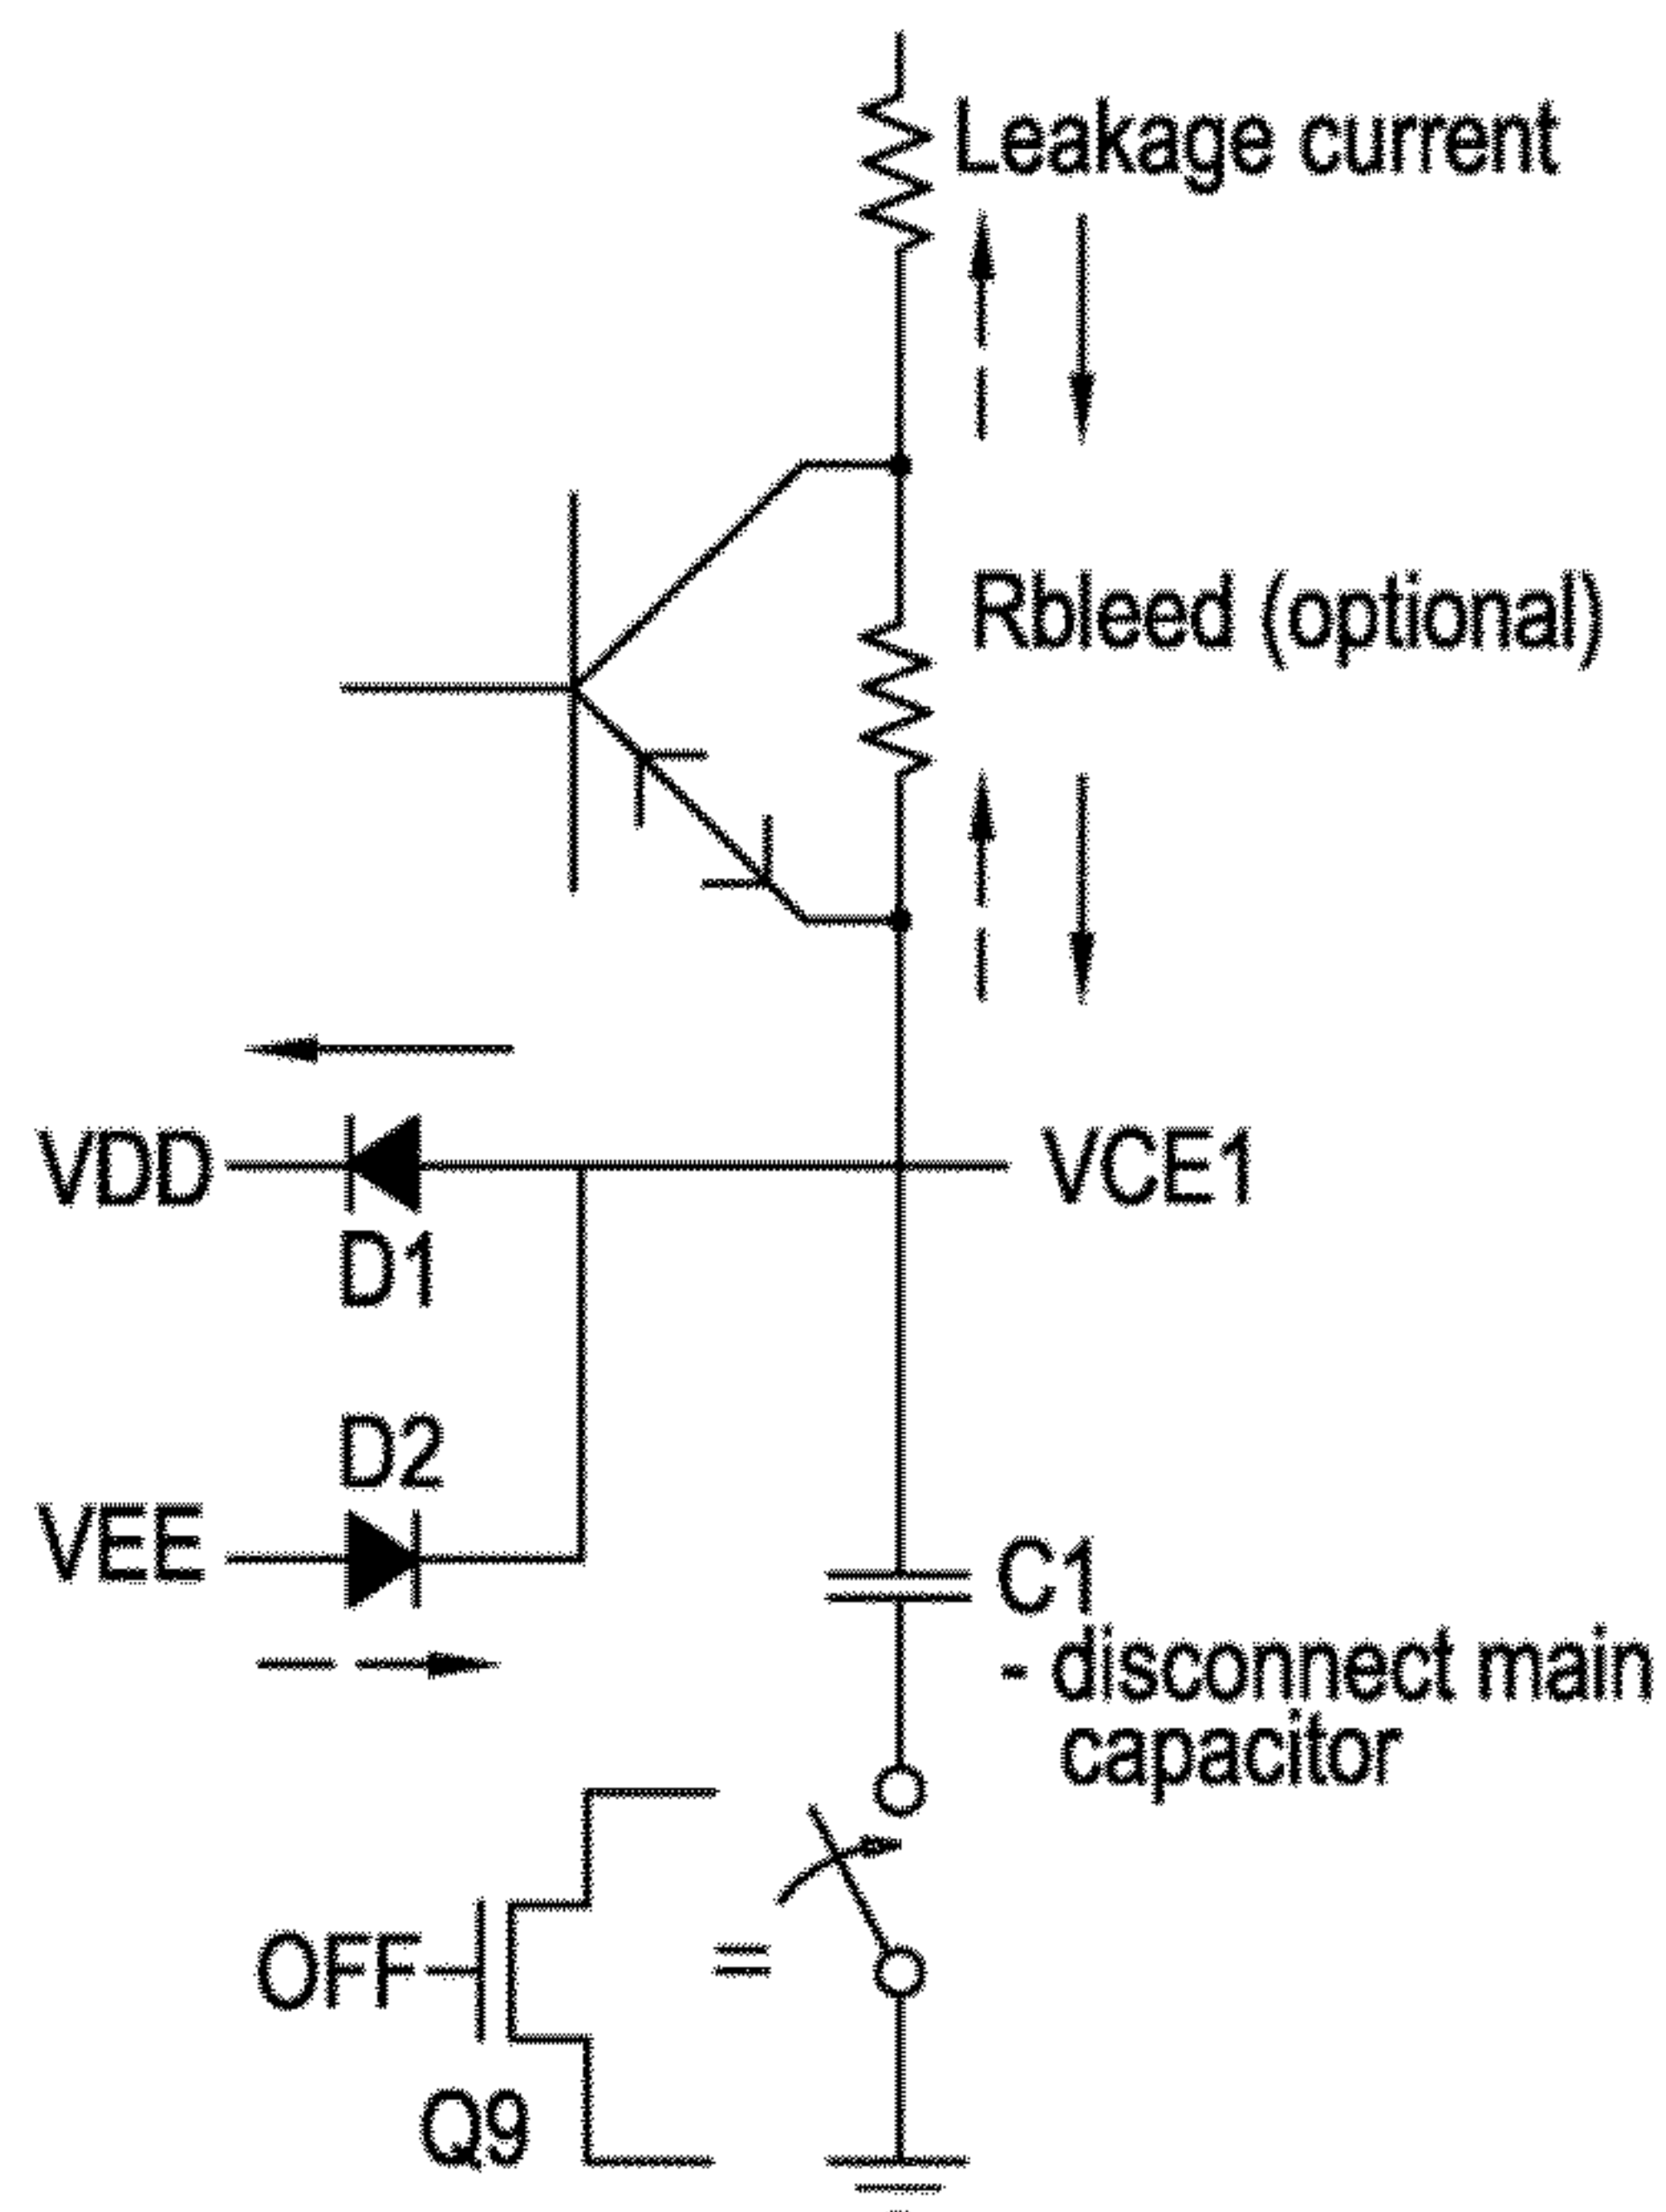 Leakage current
Rbleed (optional)
VDD
VCE1
D1
D2
VEE
C1
- disconnect main
capacitor
OFF
=
Q9